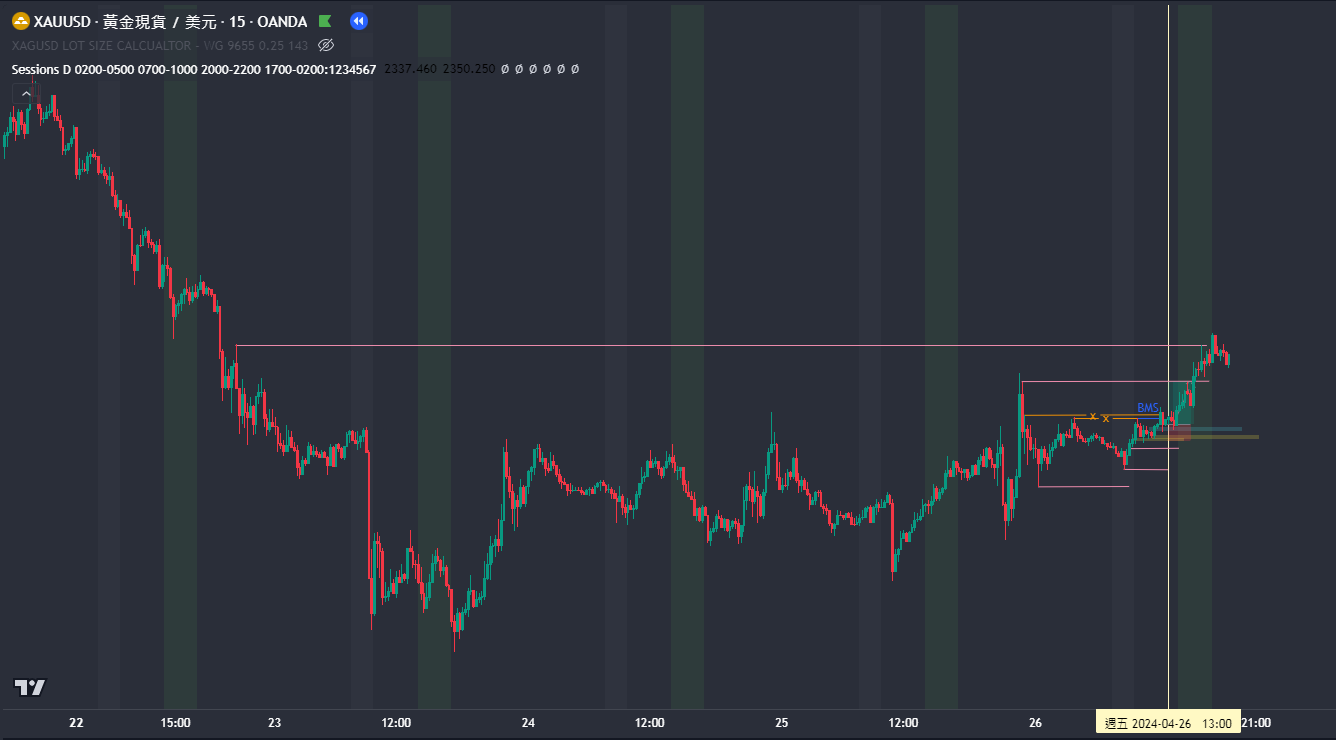 XAUUSD · 黃金現貨 / 美元 · 15 · OANDA
XAGUSD LOT SIZE CALCUALTOR - WG 9655 0.25 143
Sessions D 0200-0500 0700-1000 2000-2200 1700-0200:1234567 2337.460 2350.250 Ø Ø Ø Ø Ø Ø
BMS
x x
22 15:00 23 12:00 24 12:00 25 12:00 26 週五 2024-04-26 13:00 21:00